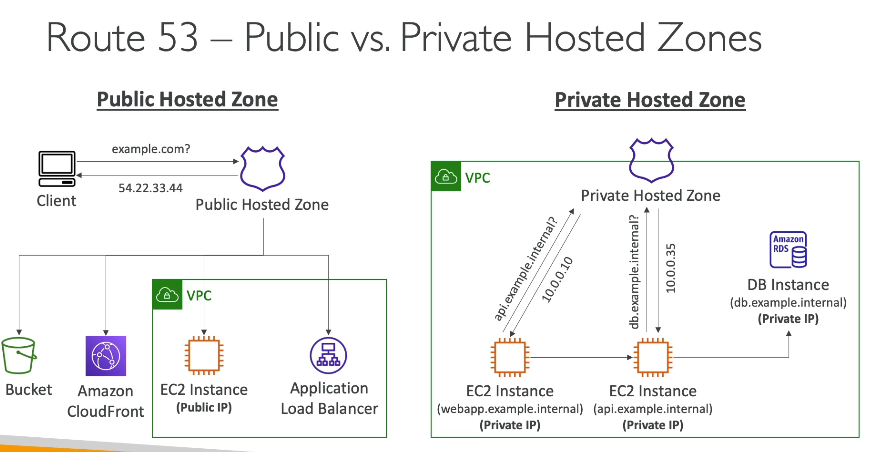 Route 53 – Public vs. Private Hosted Zones
Public Hosted Zone
example.com?
54.22.33.44
Client
Public Hosted Zone
VPC
Bucket
Amazon
CloudFront
EC2 Instance
(Public IP)
Application
Load Balancer
Private Hosted Zone
VPC
Private Hosted Zone
api.example.internal?
10.0.0.10
db.example.internal?
10.0.0.35
Amazon
RDS
DB Instance
(db.example.internal)
(Private IP)
EC2 Instance
(webapp.example.internal)
(Private IP)
EC2 Instance
(api.example.internal)
(Private IP)